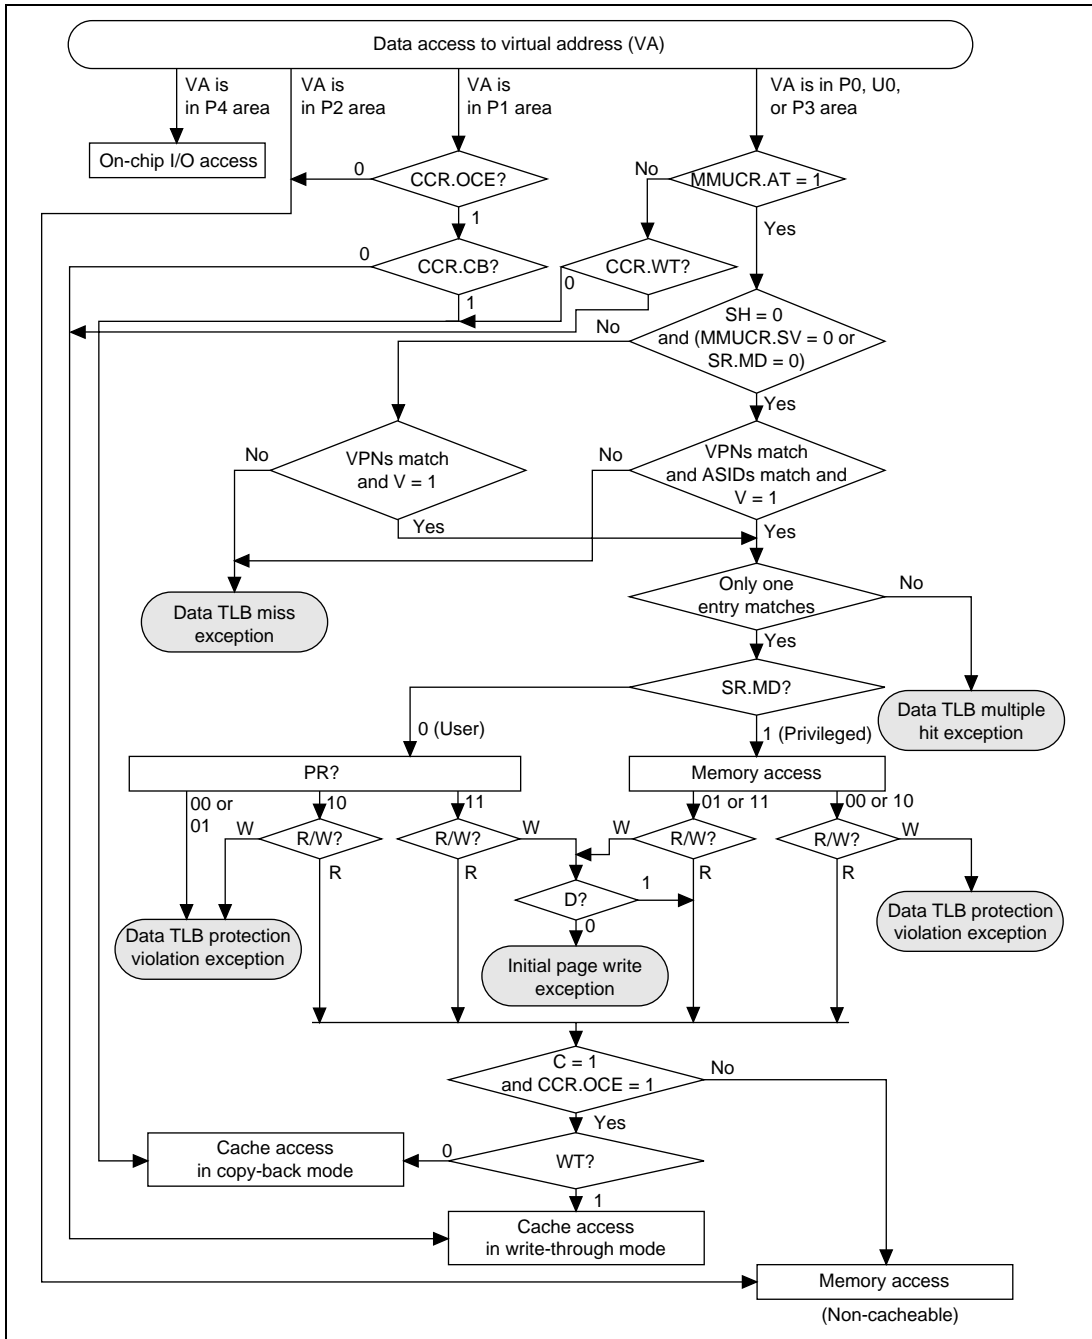 Data access to virtual address (VA)
VA is
in P4 area
VA is
in P2 area
VA is
in P1 area
VA is in P0, U0,
or P3 area
On-chip I/O access
0
CCR.OCE?
No
MMUCR.AT = 1
1
Yes
0
CCR.CB?
CCR.WT?
0
1
SH = 0
and (MMUCR.SV = 0 or
SR.MD = 0)
No
Yes
No
VPNs match
and V = 1
No
VPNs match
and ASIDs match and
V = 1
Yes
Yes
Only one
entry matches
No
Data TLB miss
exception
Yes
SR.MD?
Data TLB multiple
hit exception
0 (User)
1 (Privileged)
PR?
Memory access
00 or
01
10
11
01 or 11
00 or 10
W
R/W?
R/W?
W
W
R/W?
R/W?
W
R
R
R
R
D?
1
0
Data TLB protection
violation exception
Initial page write
exception
Data TLB protection
violation exception
C = 1
and CCR.OCE = 1
No
Yes
Cache access
in copy-back mode
0
WT?
1
Cache access
in write-through mode
Memory access
(Non-cacheable)